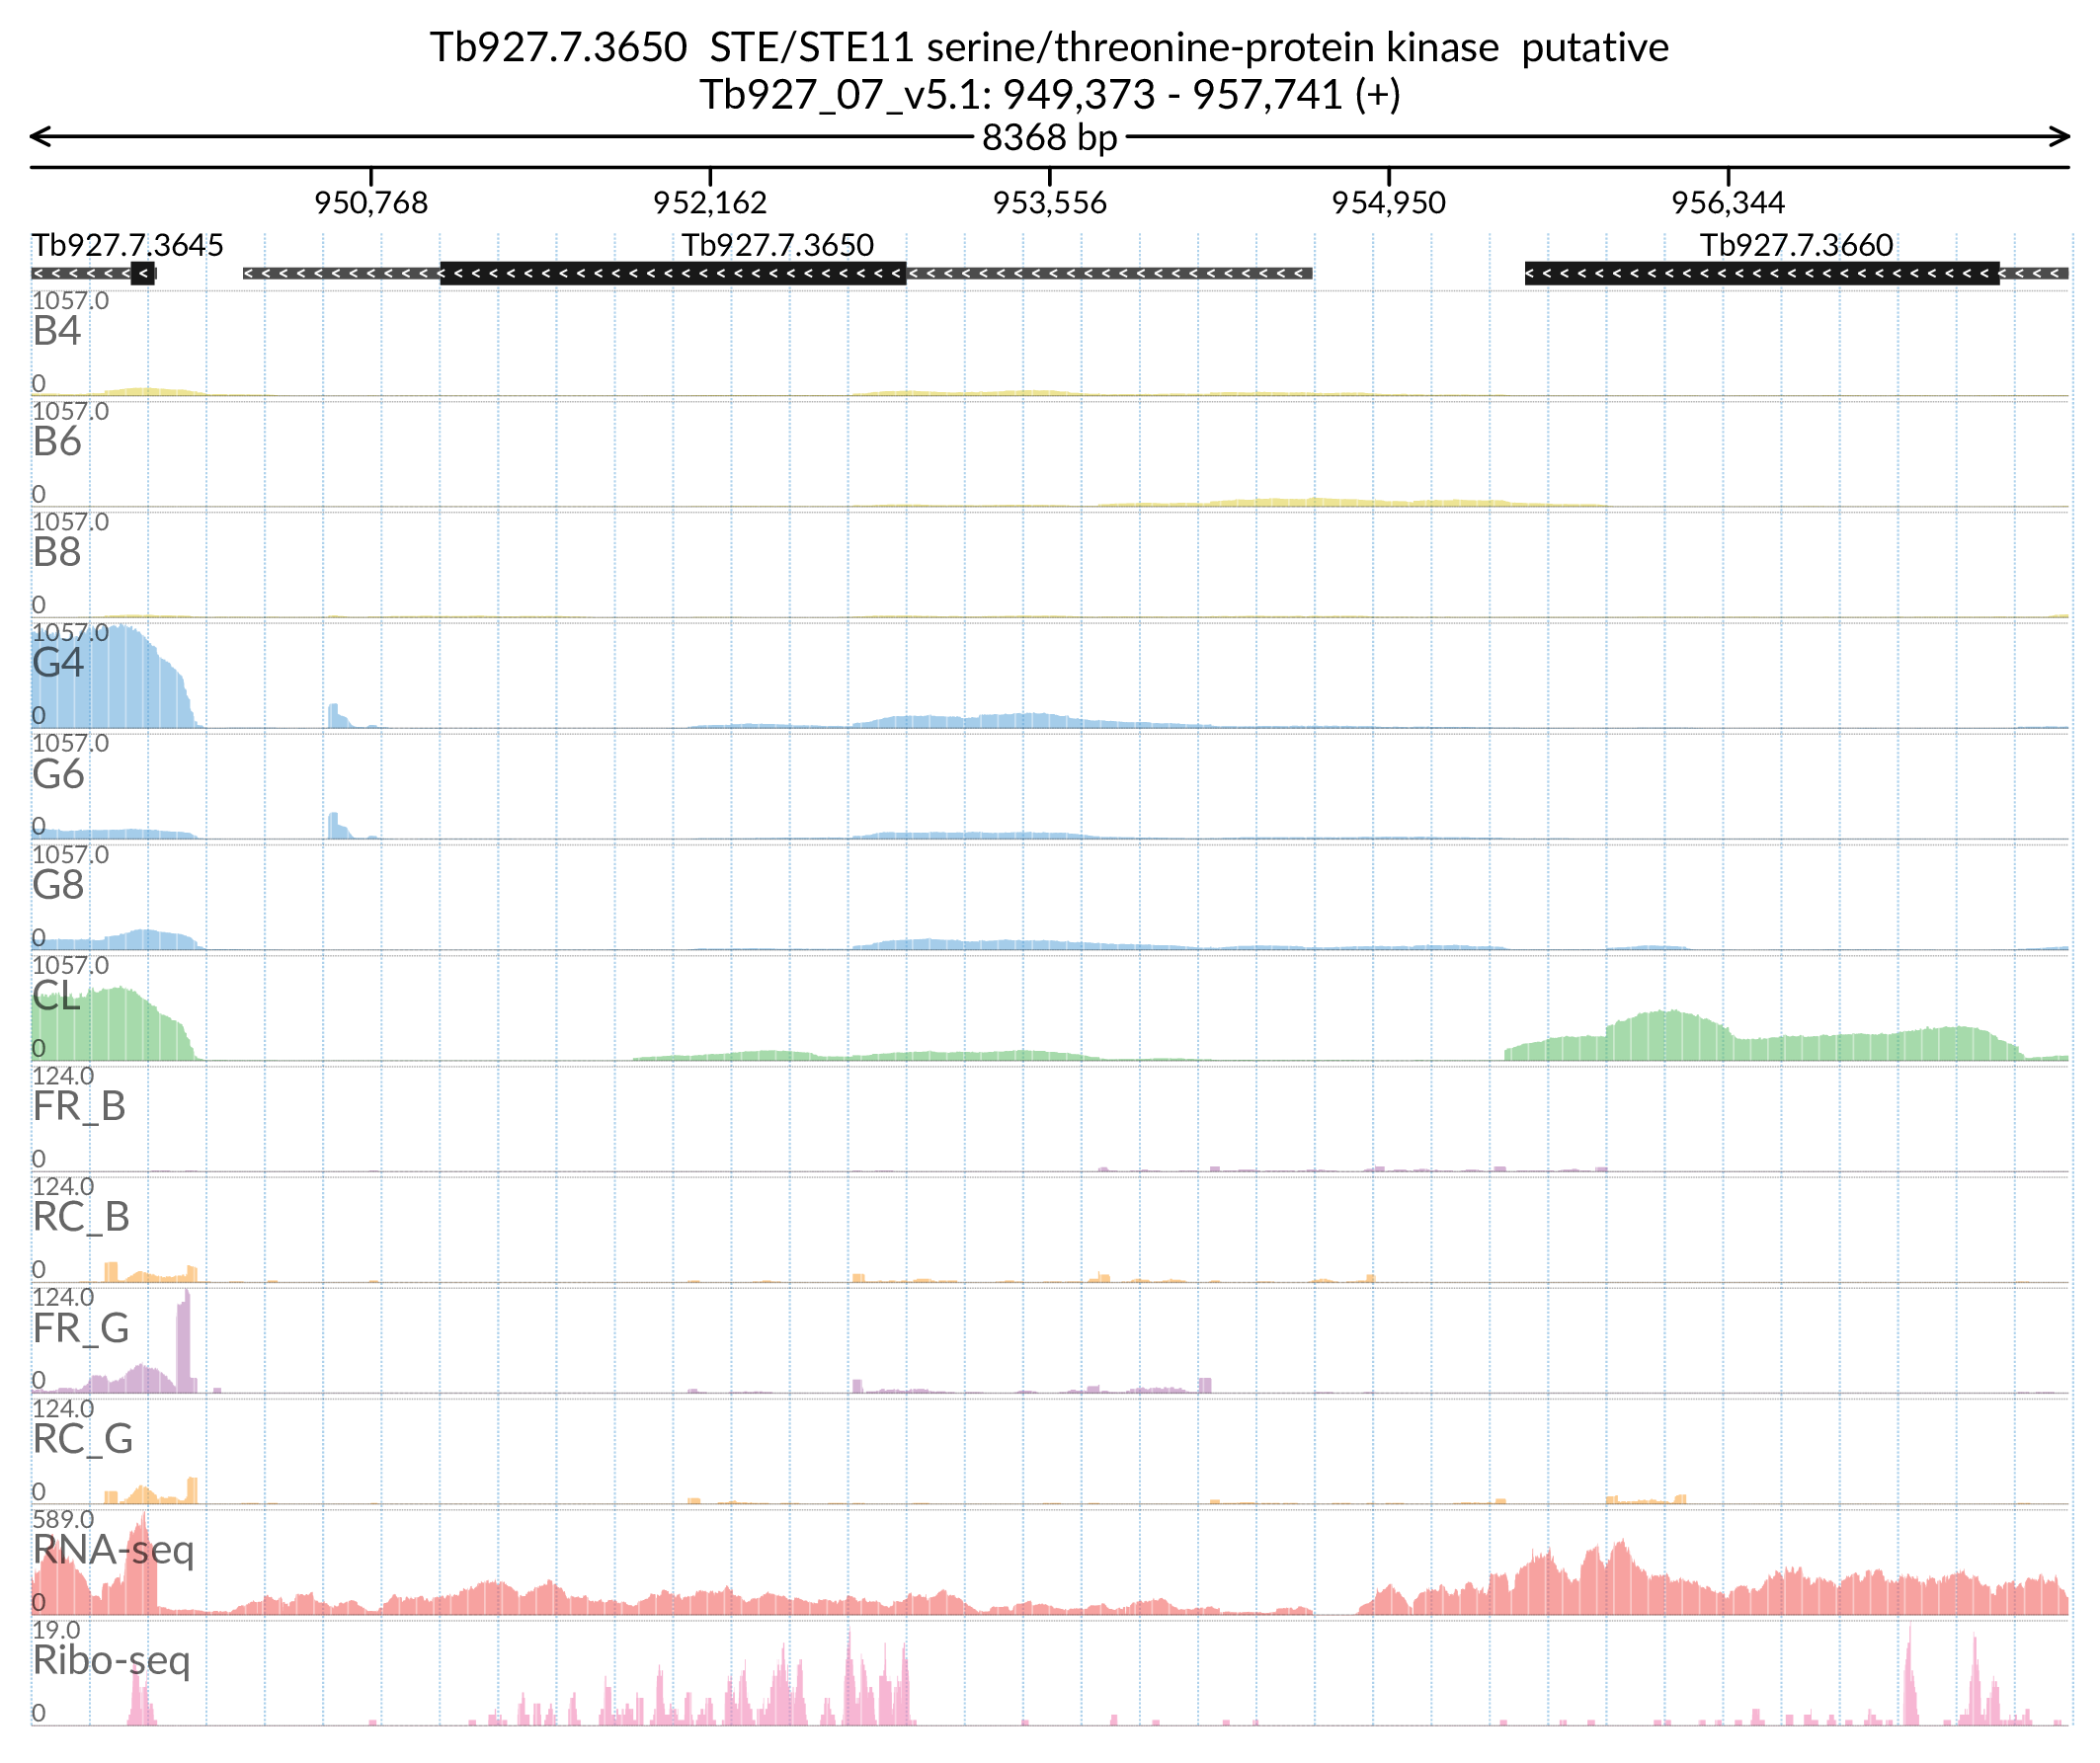 Tb927.7.3650  STE/STE11 serine/threonine-protein kinase  putative
Tb927_07_v5.1: 949,373 - 957,741 (+)
8368 bp
950,768 952,162 953,556 954,950 956,344
Tb927.7.3645 Tb927.7.3650 Tb927.7.3660
1057.0
B4
0
1057.0
B6
0
1057.0
B8
0
1057.0
G4
0
1057.0
G6
0
1057.0
G8
0
1057.0
CL
0
124.0
FR_B
0
124.0
RC_B
0
124.0
FR_G
0
124.0
RC_G
0
589.0
RNA-seq
0
19.0
Ribo-seq
0